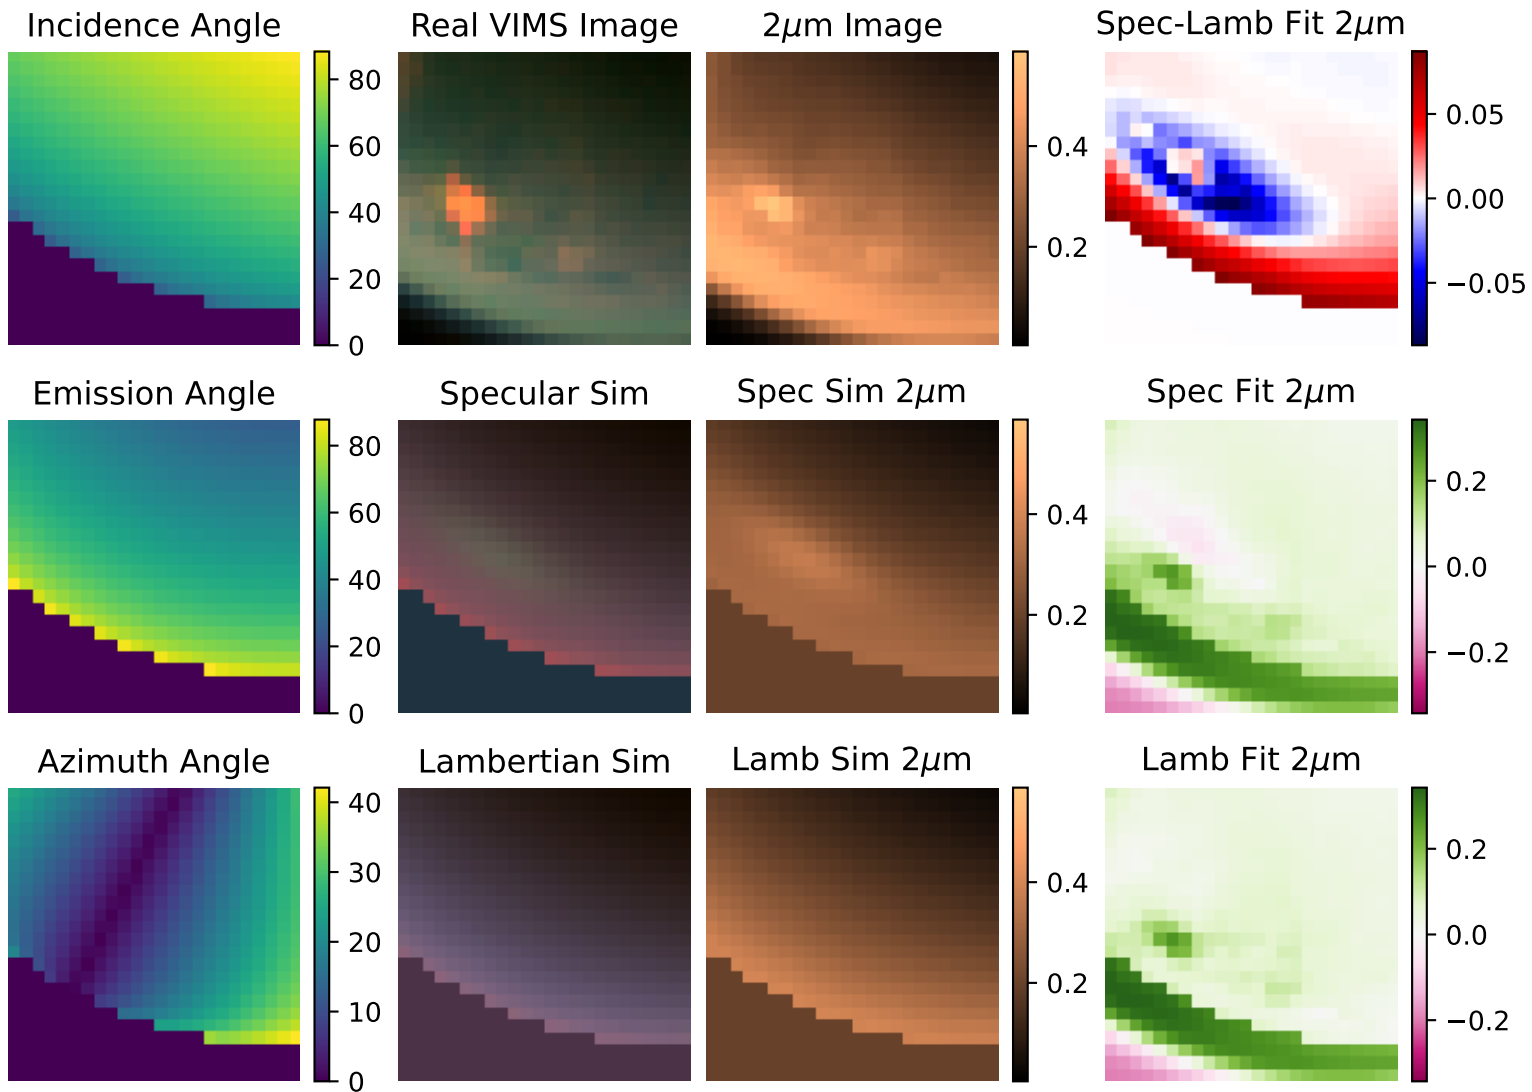 Incidence Angle
Real VIMS Image
2μm Image
Spec-Lamb Fit 2μm
80
60
40
20
0
0.4
0.2
0.05
0.00
−0.05
Emission Angle
Specular Sim
Spec Sim 2μm
Spec Fit 2μm
80
60
40
20
0
0.4
0.2
0.2
0.0
−0.2
Azimuth Angle
Lambertian Sim
Lamb Sim 2μm
Lamb Fit 2μm
40
30
20
10
0
0.4
0.2
0.2
0.0
−0.2